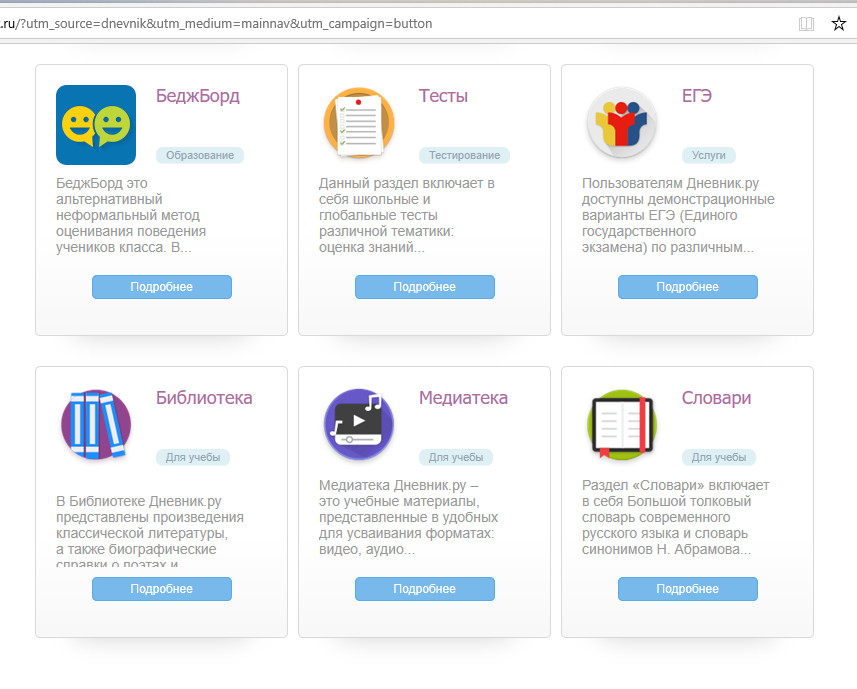 .ru/?utm_source=dnevnik&utm_medium=mainnav&utm_campaign=button
БеджБорд
Образование
БеджБорд это
альтернативный
неформальный метод
оценивания поведения
учеников класса. В...
Подробнее
Тесты
Тестирование
Данный раздел включает в
себя школьные и
глобальные тесты
различной тематики:
оценка знаний...
Подробнее
ЕГЭ
Услуги
Пользователям Дневник.ру
доступны демонстрационные
варианты ЕГЭ (Единого
государственного
экзамена) по различным...
Подробнее
Библиотека
Для учебы
В Библиотеке Дневник.ру
представлены произведения
классической литературы,
а также биографические
справки о поэтах и
Подробнее
Медиатека
Для учебы
Медиатека Дневник.ру –
это учебные материалы,
представленные в удобных
для усваивания форматах:
видео, аудио...
Подробнее
Словари
Для учебы
Раздел «Словари» включает
в себя Большой толковый
словарь современного
русского языка и словарь
синонимов Н. Абрамова...
Подробнее